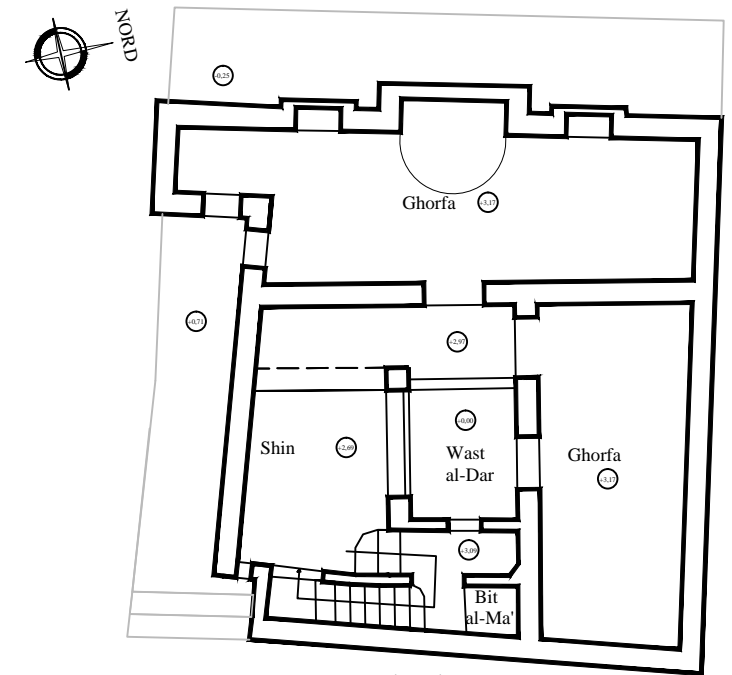 NORD
-0,25
Ghorfa
+3,17
+0,71
+2,97
+0,00
Shin
+2,69
Wast
al-Dar
Ghorfa
+3,17
+3,09
Bit
al-Ma'